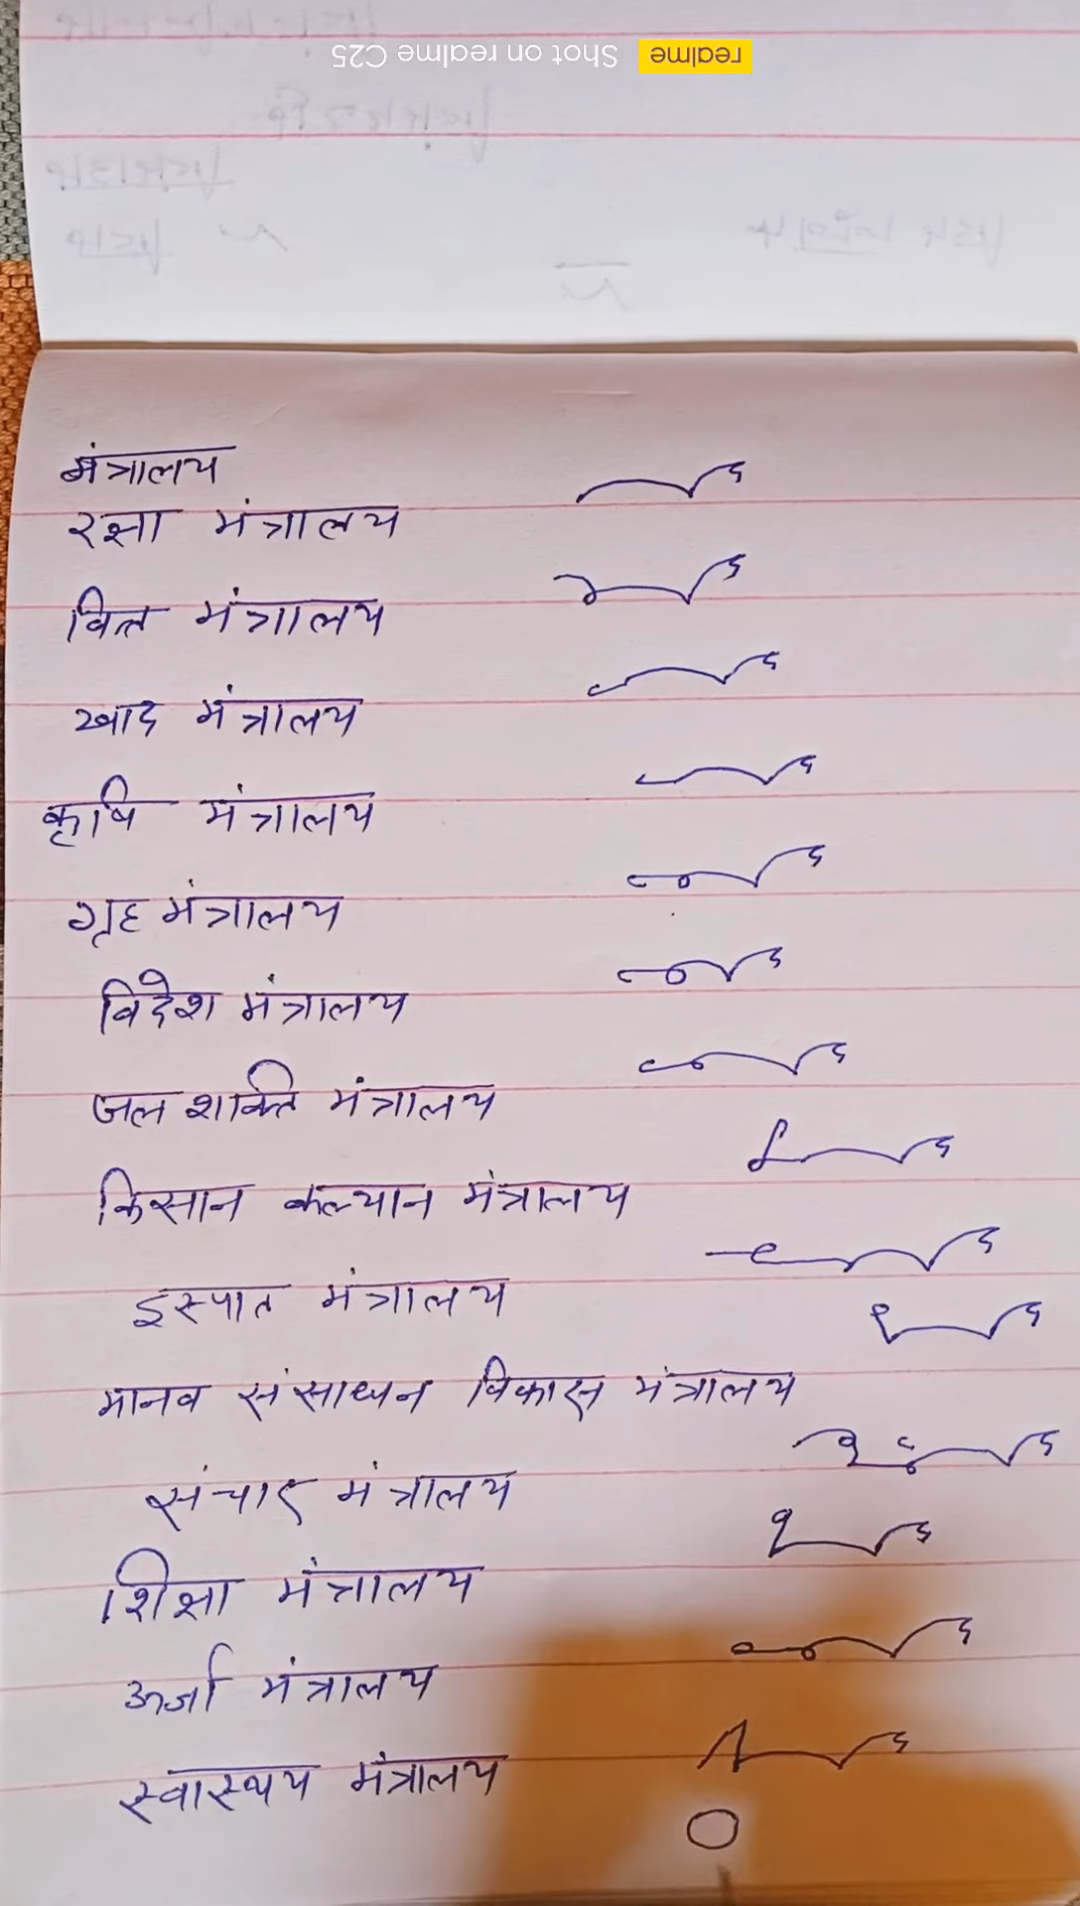 realme Shot on realme C25
मंत्रालय
रक्षा मंत्रालय
वित्त मंत्रालय
खाद मंत्रालय
कृषि मंत्रालय
गृह मंत्रालय
विदेश मंत्रालय
जल शक्ति मंत्रालय
किसान कल्यान मंत्रालय
इस्पात मंत्रालय
मानव संसाधन विकास मंत्रालय
संचार मंत्रालय
शिक्षा मंत्रालय
ऊर्जा मंत्रालय
स्वास्थय मंत्रालय